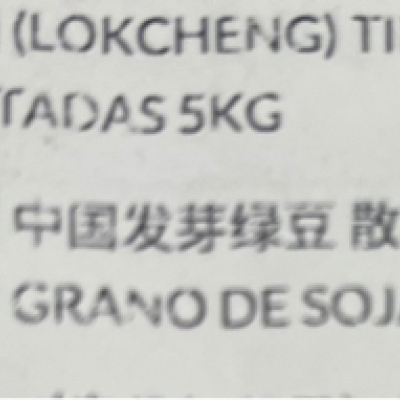 (LOKCHENG) TI
TADAS 5KG
中国发芽绿豆 散
GRANO DE SOJ